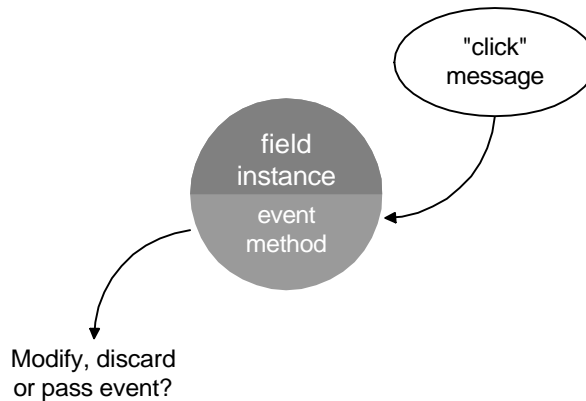 "click"
message
field
instance
event
method
Modify, discard
or pass event?